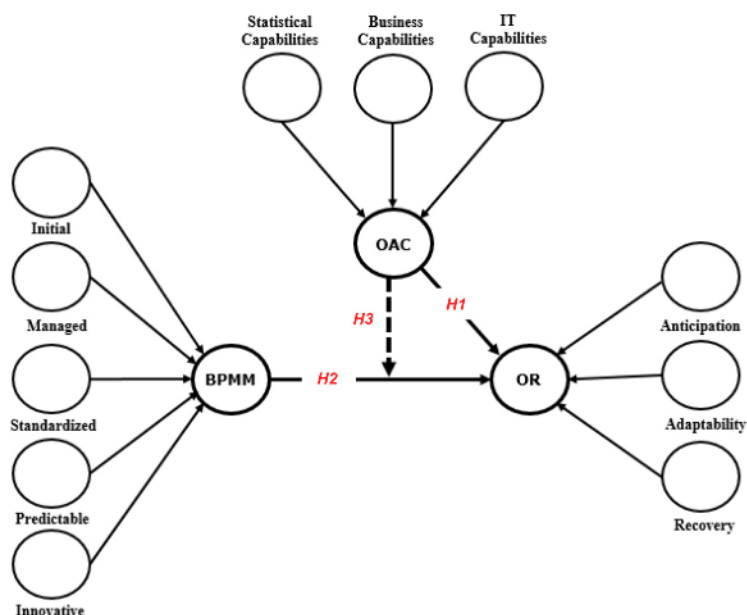 Statistical
Capabilities
Business
Capabilities
IT
Capabilities
Initial
OAC
H3
H1
Managed
Anticipation
BPMM
H2
OR
Standardized
Adaptability
Predictable
Recovery
Innovative